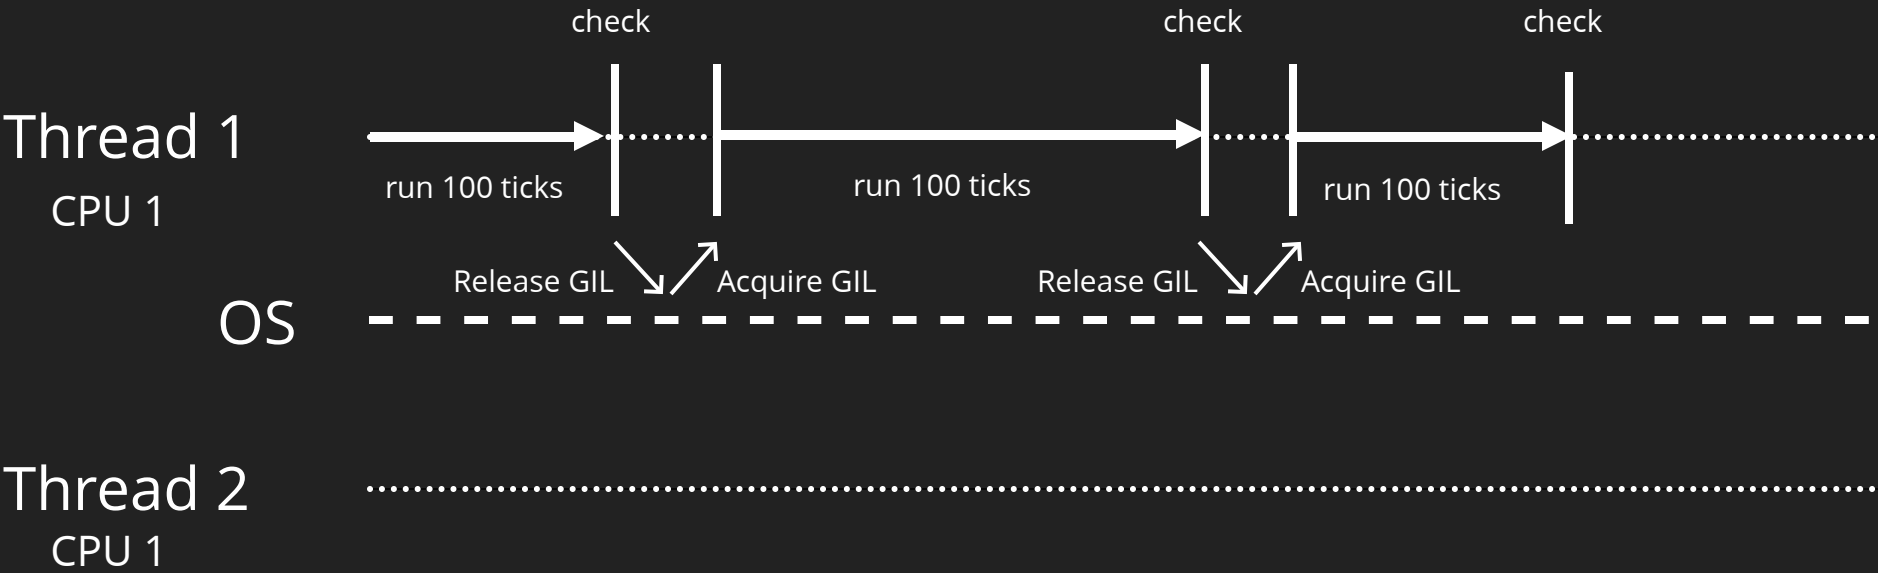 check
check
check
Thread 1
CPU 1
run 100 ticks
run 100 ticks
run 100 ticks
Release GIL
Acquire GIL
Release GIL
Acquire GIL
OS
Thread 2
CPU 1